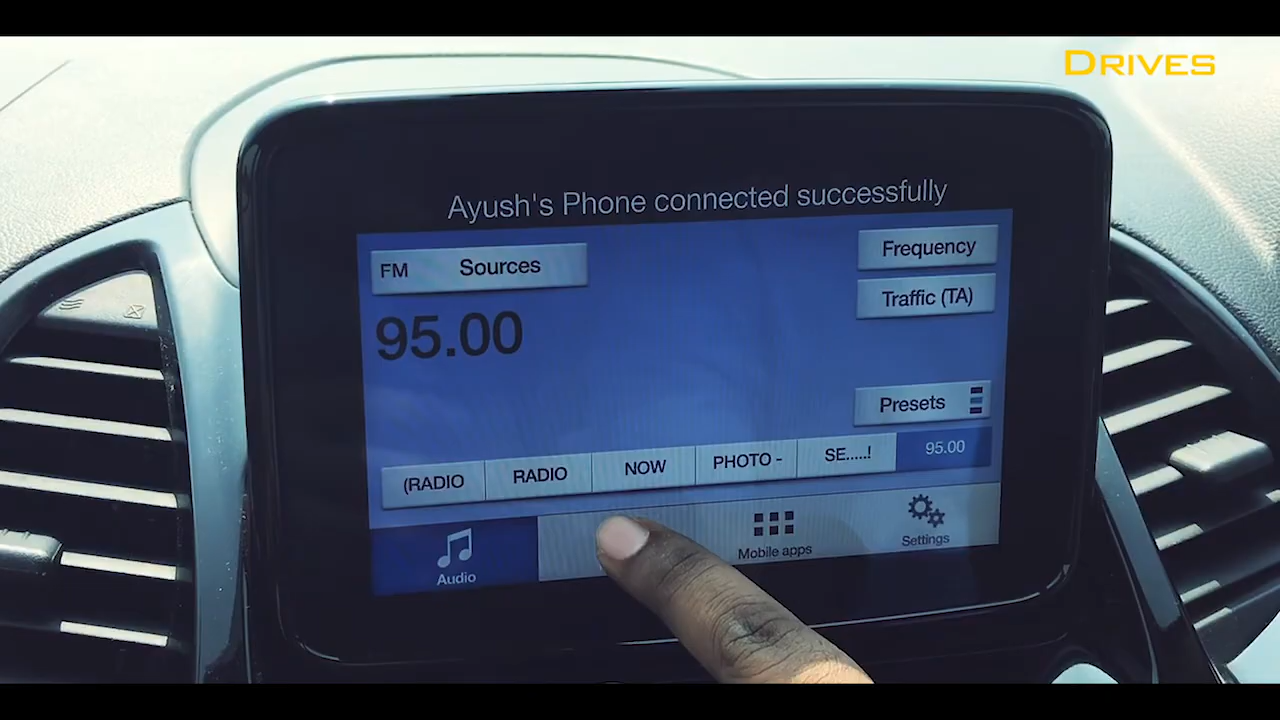 DRIVES
Ayush's Phone connected successfully
FM Sources
Frequency
Traffic (TA)
95.00
Presets
(RADIO RADIO NOW PHOTO - SE.....! 95.00
Audio Mobile apps Settings